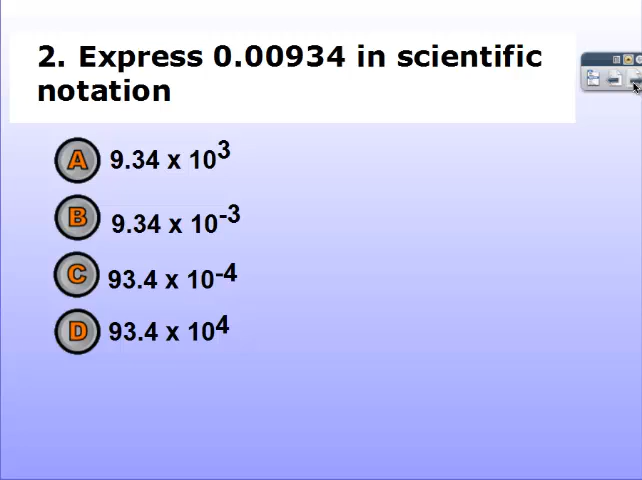 2. Express 0.00934 in scientific
notation
A 9.34 x 10³
B 9.34 x 10⁻³
C 93.4 x 10⁻⁴
D 93.4 x 10⁴